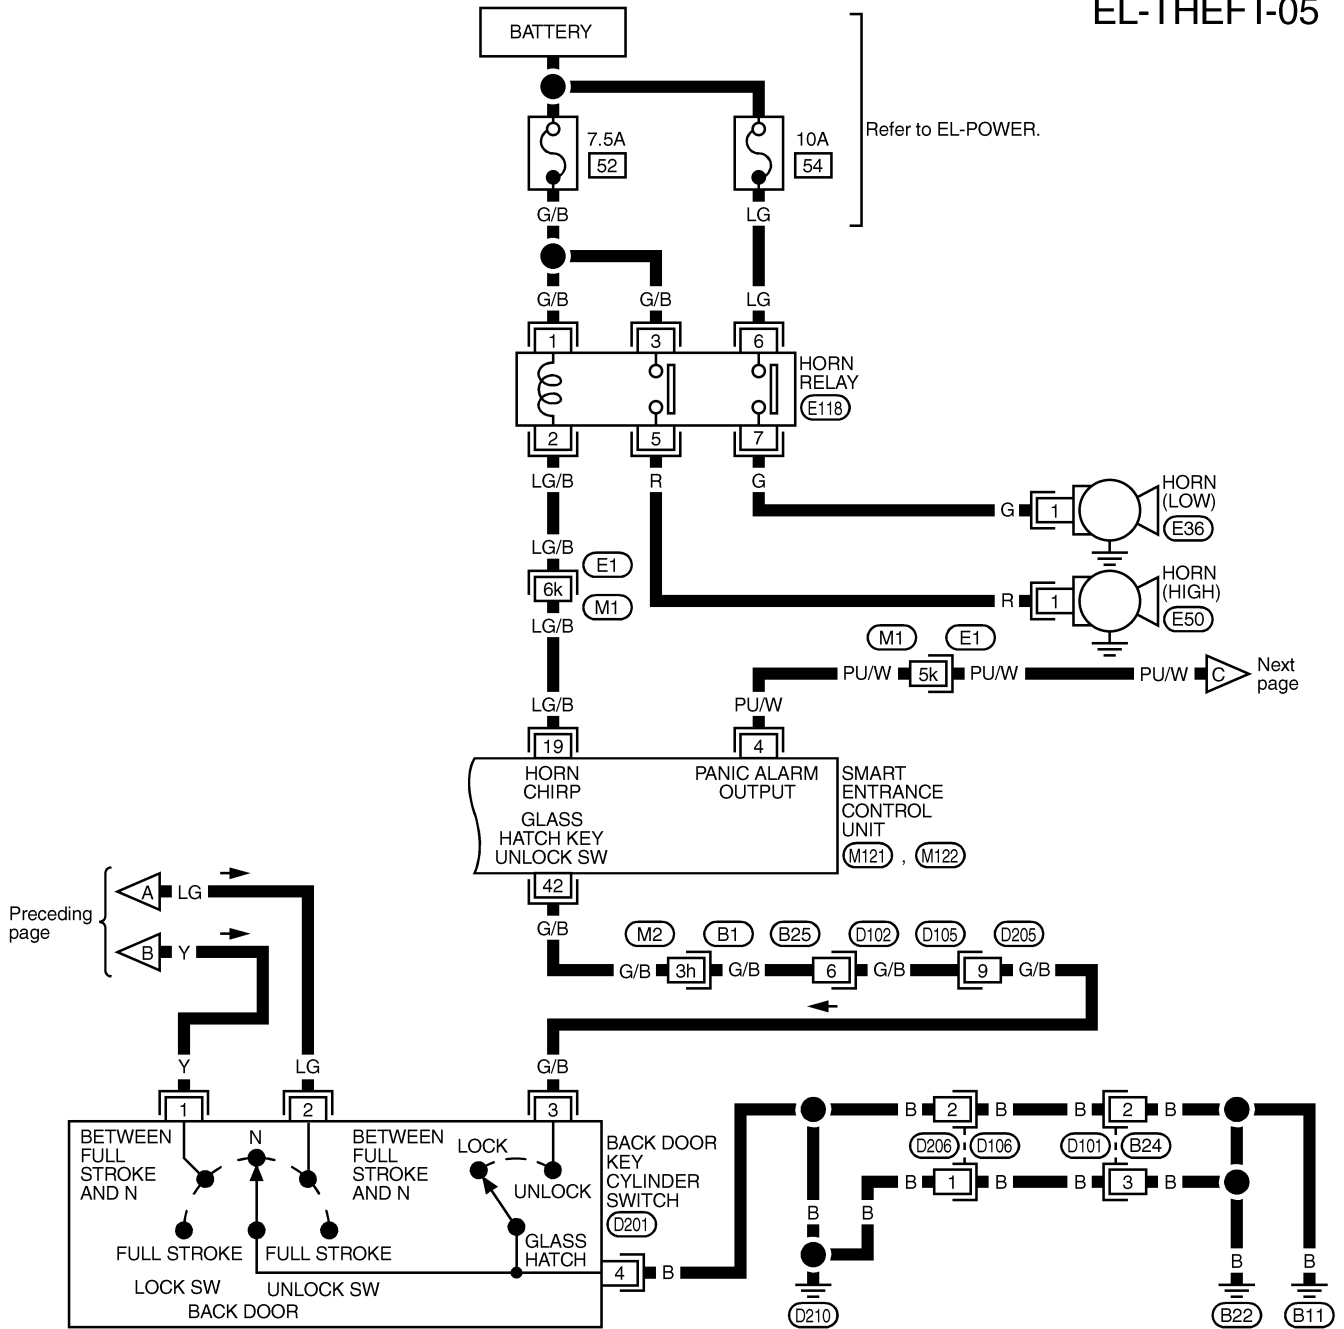 EL-THEFT-05
BATTERY
Refer to EL-POWER.
7.5A
52
10A
54
G/B
LG
G/B
G/B
LG
1
3
6
HORN
RELAY
E118
2
5
7
LG/B
R
G
G
1
HORN
(LOW)
E36
LG/B
E1
6k
M1
LG/B
R
1
HORN
(HIGH)
E50
M1
E1
PU/W
5k
PU/W
PU/W
C
Next
page
LG/B
PU/W
19
4
HORN
CHIRP
PANIC ALARM
OUTPUT
GLASS
HATCH KEY
UNLOCK SW
SMART
ENTRANCE
CONTROL
UNIT
M121 , M122
42
Preceding
page
A
LG
B
Y
G/B
M2
B1
B25
D102
D105
D205
G/B
3h
G/B
6
G/B
9
G/B
Y
LG
G/B
1
2
3
BETWEEN
FULL
STROKE
AND N
N
BETWEEN
FULL
STROKE
AND N
LOCK
UNLOCK
BACK DOOR
KEY
CYLINDER
SWITCH
D201
FULL STROKE
FULL STROKE
GLASS
HATCH
LOCK SW
UNLOCK SW
BACK DOOR
4
B
B
2
B
B
2
B
D206
D106
D101
B24
B
1
B
B
3
B
B
B
B
B
D210
B22
B11